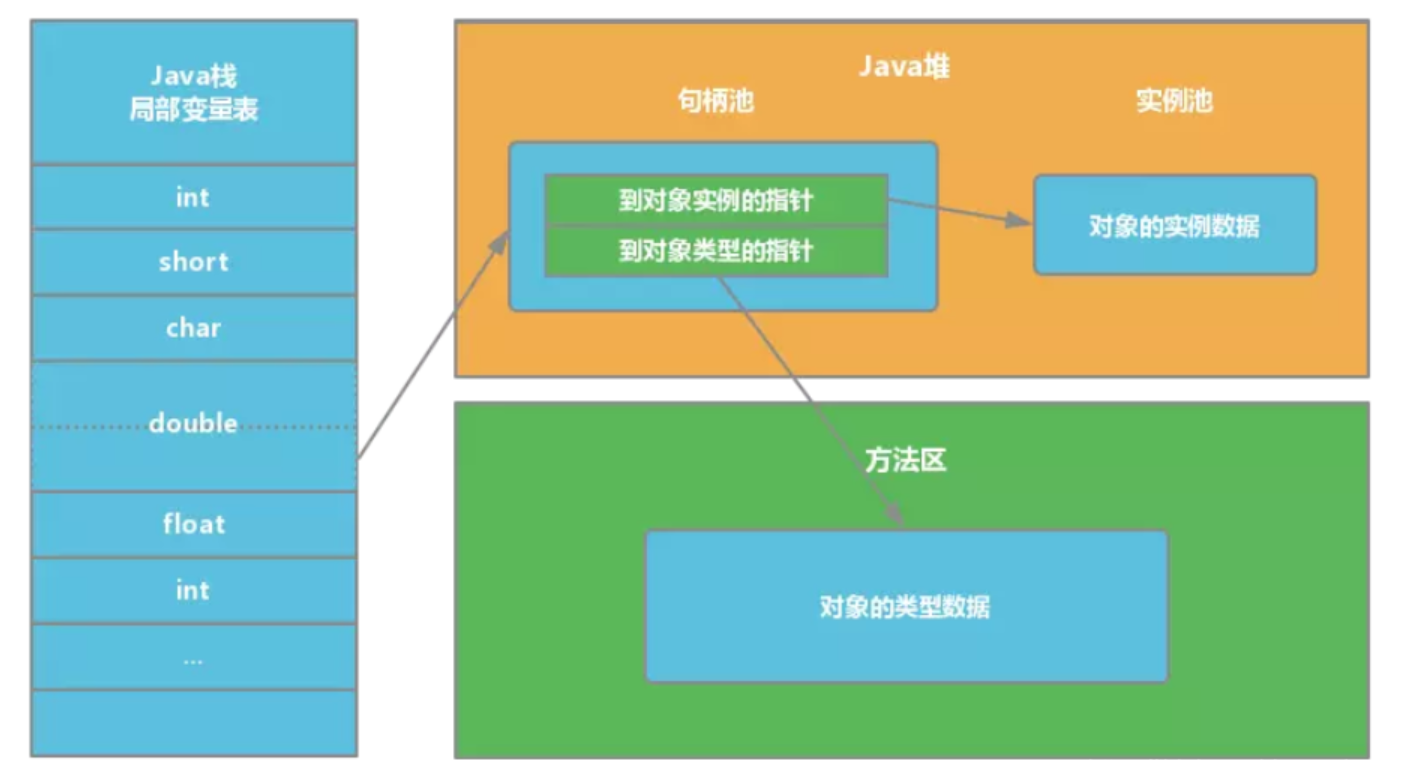 Java栈
局部变量表
int
short
char
double
float
int
...
Java堆
句柄池
实例池
到对象实例的指针
到对象类型的指针
对象的实例数据
方法区
对象的类型数据